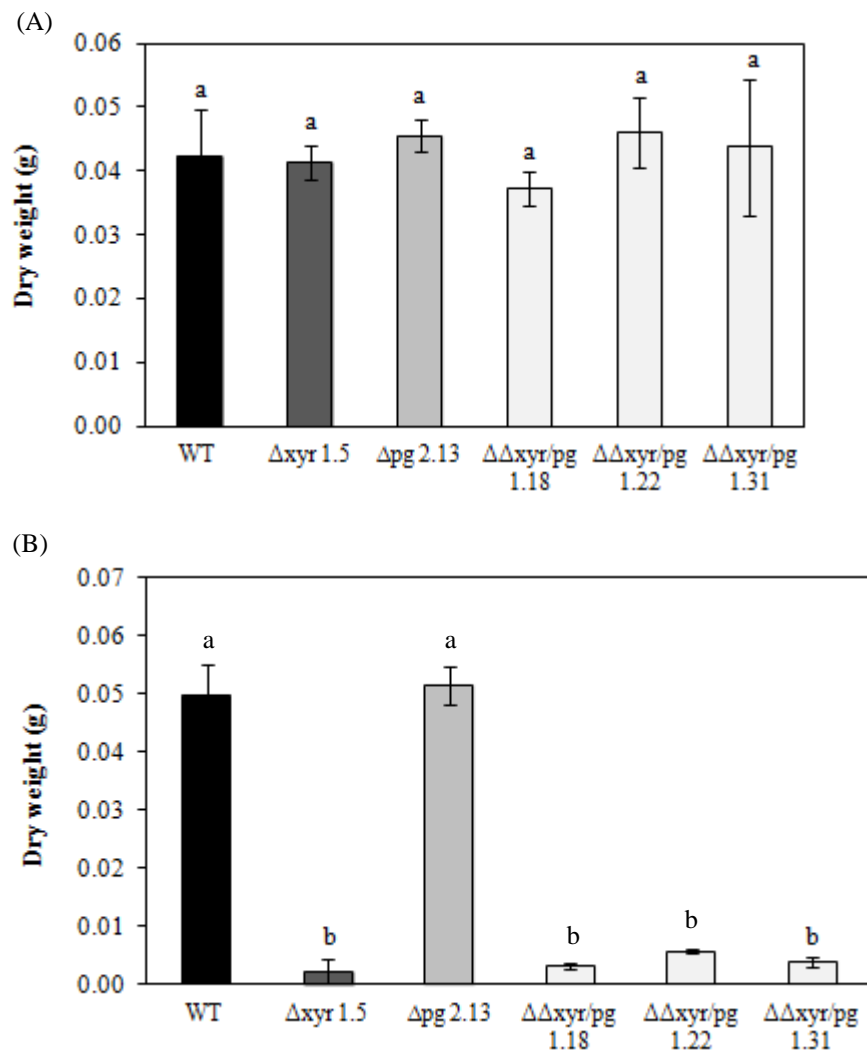 (A)
0.06
0.05
0.04
0.03
0.02
0.01
0.00
Dry weight (g)
a a a a a a
WT Δxyr 1.5 Δpg 2.13 ΔΔxyr/pg ΔΔxyr/pg ΔΔxyr/pg
1.18 1.22 1.31
(B)
0.07
0.06
0.05
0.04
0.03
0.02
0.01
0.00
Dry weight (g)
a b a b b b
WT Δxyr 1.5 Δpg 2.13 ΔΔxyr/pg ΔΔxyr/pg ΔΔxyr/pg
1.18 1.22 1.31